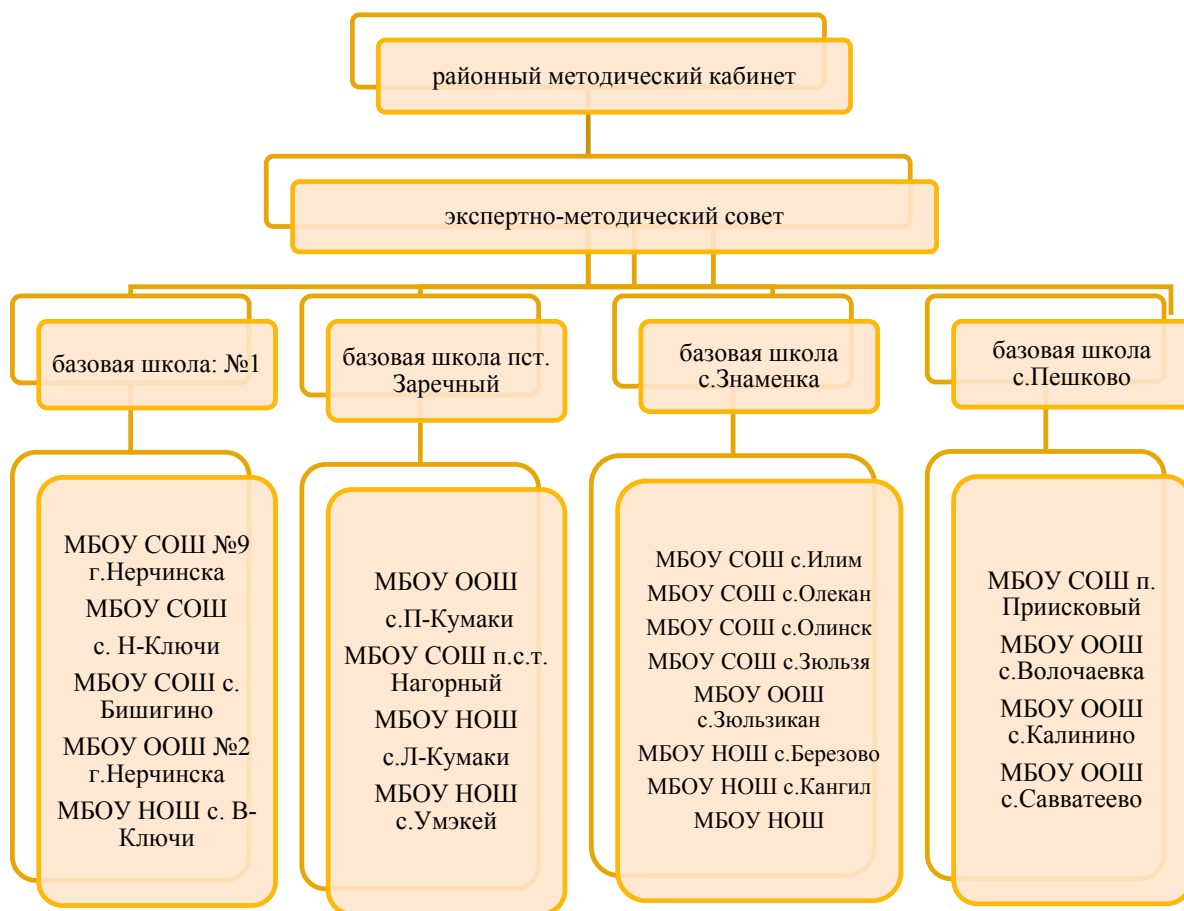 районный методический кабинет
экспертно-методический совет
базовая школа: №1
базовая школа пст.
Заречный
базовая школа
с.Знаменка
базовая школа
с.Пешково
МБОУ СОШ №9
г.Нерчинска
МБОУ СОШ
с. Н-Ключи
МБОУ СОШ с.
Бишигино
МБОУ ООШ №2
г.Нерчинска
МБОУ НОШ с. В-
Ключи
МБОУ ООШ
с.П-Кумаки
МБОУ СОШ п.с.т.
Нагорный
МБОУ НОШ
с.Л-Кумаки
МБОУ НОШ
с.Умэкей
МБОУ СОШ с.Илим
МБОУ СОШ с.Олекан
МБОУ СОШ с.Олинск
МБОУ СОШ с.Зюльзя
МБОУ ООШ
с.Зюльзикан
МБОУ НОШ с.Березово
МБОУ НОШ с.Кангил
МБОУ НОШ
МБОУ СОШ п.
Приисковый
МБОУ ООШ
с.Волочаевка
МБОУ ООШ
с.Калинино
МБОУ ООШ
с.Савватеево